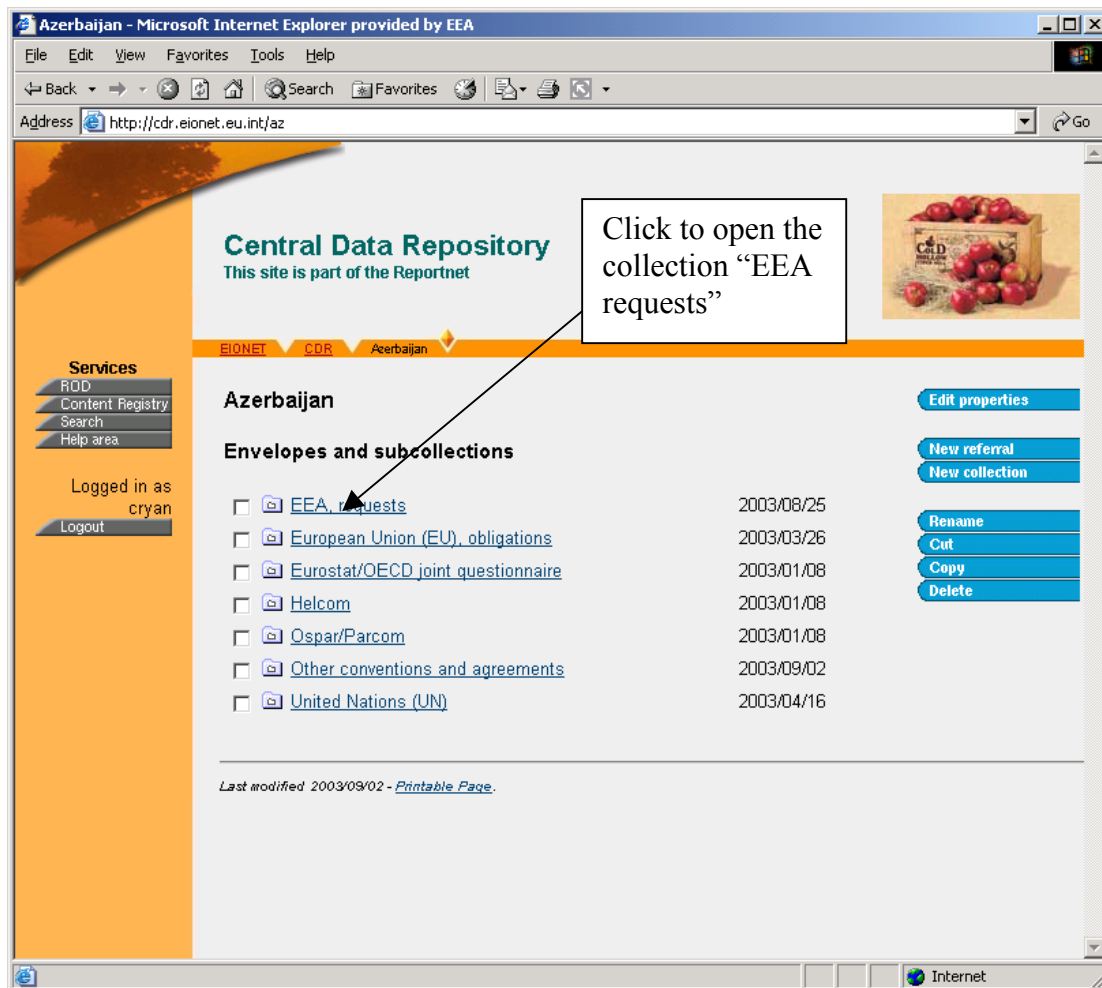 Azerbaijan - Microsoft Internet Explorer provided by EEA
File Edit View Favorites Tools Help
Back Search Favorites
Address http://cdr.eionet.eu.int/az Go
Central Data Repository
This site is part of the Reportnet
Click to open the
collection “EEA
requests”
COLD
HOLLOW
EIONET CDR Azerbaijan
Services
ROD
Content Registry
Search
Help area
Logged in as
cryan
Logout
Azerbaijan
Envelopes and subcollections
EEA, requests 2003/08/25
European Union (EU), obligations 2003/03/26
Eurostat/OECD joint questionnaire 2003/01/08
Helcom 2003/01/08
Ospar/Parcom 2003/01/08
Other conventions and agreements 2003/09/02
United Nations (UN) 2003/04/16
Edit properties
New referral
New collection
Rename
Cut
Copy
Delete
Last modified 2003/09/02 - Printable Page.
Internet